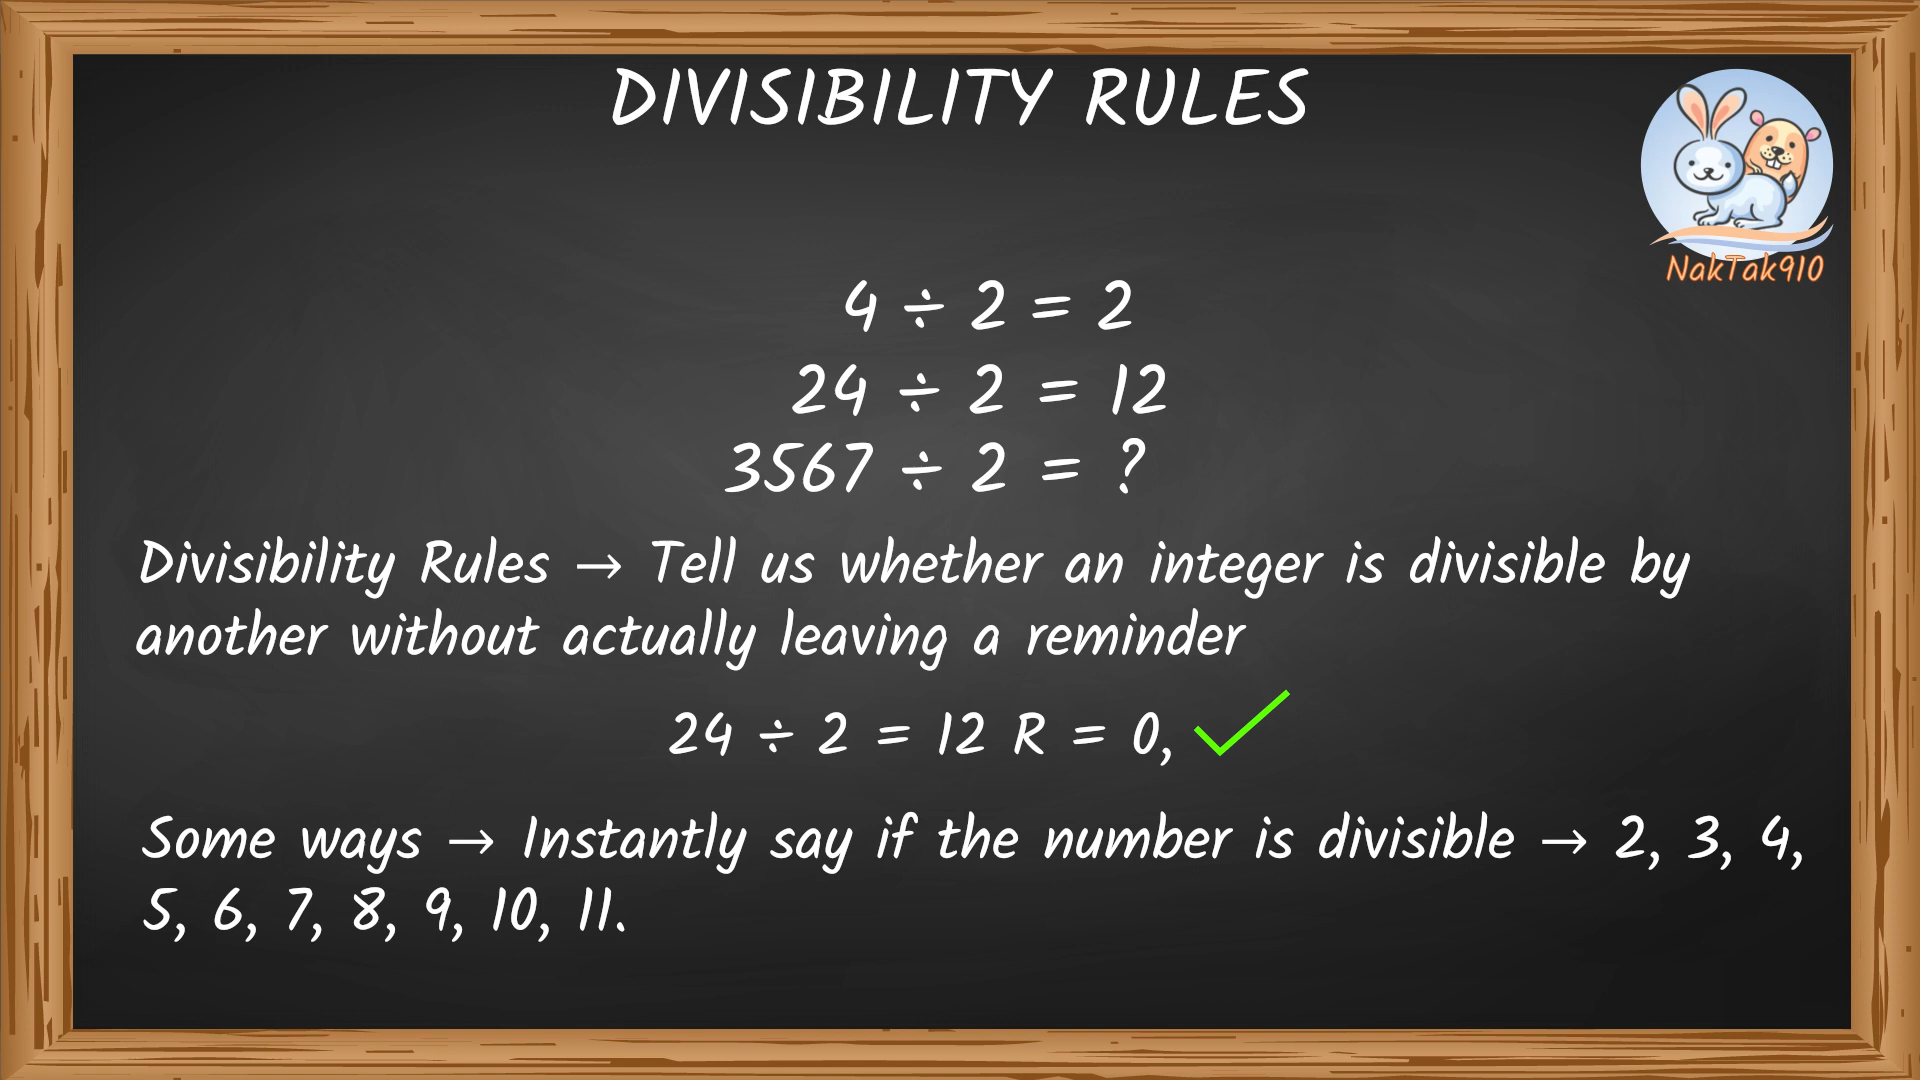 DIVISIBILITY RULES
NakTak910
4 ÷ 2 = 2
24 ÷ 2 = 12
3567 ÷ 2 = ?
Divisibility Rules → Tell us whether an integer is divisible by
another without actually leaving a reminder
24 ÷ 2 = 12 R = 0,
Some ways → Instantly say if the number is divisible → 2, 3, 4,
5, 6, 7, 8, 9, 10, 11.